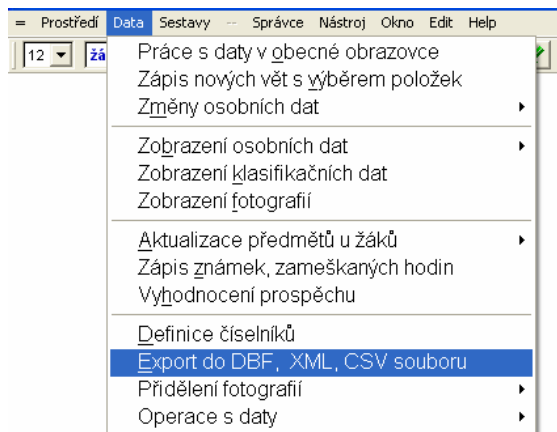 = Prostředí Data Sestavy -- Správce Nástroj Okno Edit Help
12 žá
Práce s daty v obecné obrazovce
Zápis nových vět s výběrem položek
Změny osobních dat
Zobrazení osobních dat
Zobrazení klasifikačních dat
Zobrazení fotografií
Aktualizace předmětů u žáků
Zápis známek, zameškaných hodin
Vyhodnocení prospěchu
Definice číselníků
Export do DBF, XML, CSV souboru
Přidělení fotografií
Operace s daty